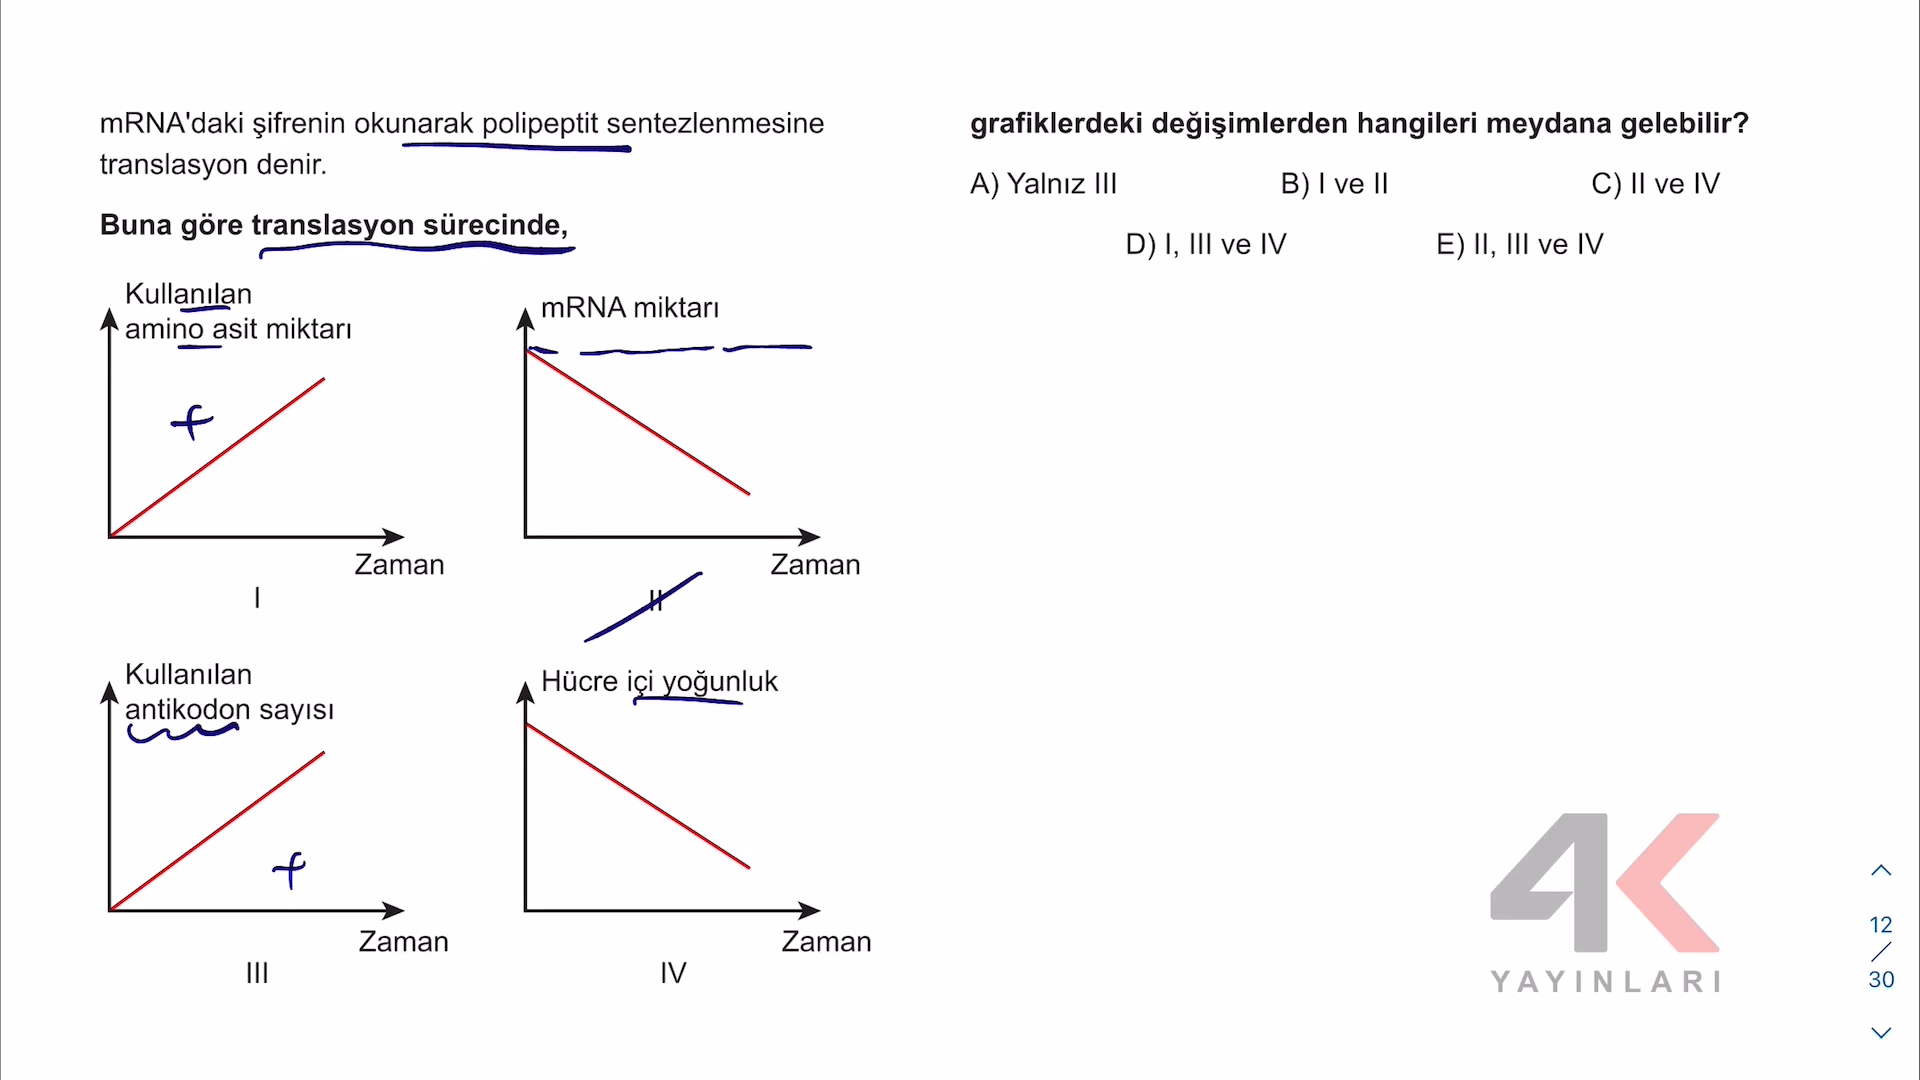 mRNA'daki şifrenin okunarak polipeptit sentezlenmesine
translasyon denir.
Buna göre translasyon sürecinde,
Kullanılan
amino asit miktarı
Zaman
I
mRNA miktarı
Zaman
II
Kullanılan
antikodon sayısı
Zaman
III
Hücre içi yoğunluk
Zaman
IV
grafiklerdeki değişimlerden hangileri meydana gelebilir?
A) Yalnız III B) I ve II C) II ve IV
D) I, III ve IV E) II, III ve IV
4K
YAYINLARI
12
/
30